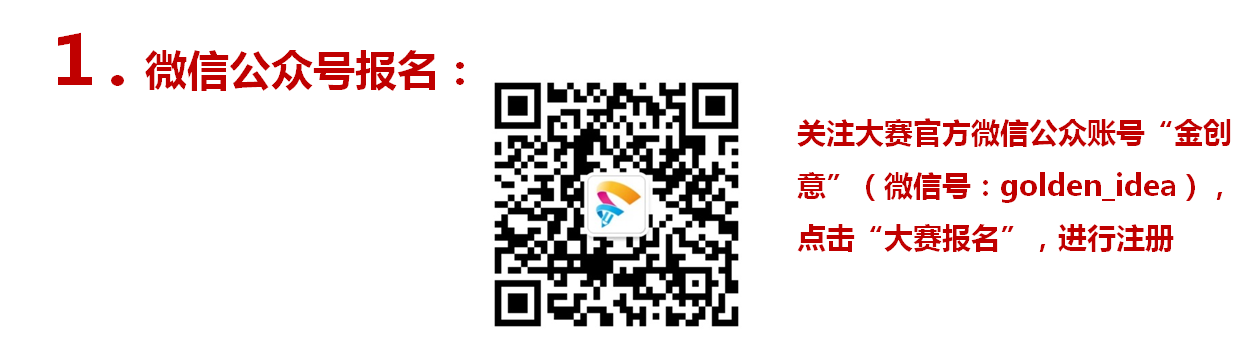 1.微信公众号报名：
关注大赛官方微信公众账号“金创
意”（微信号：golden_idea），
点击“大赛报名”，进行注册